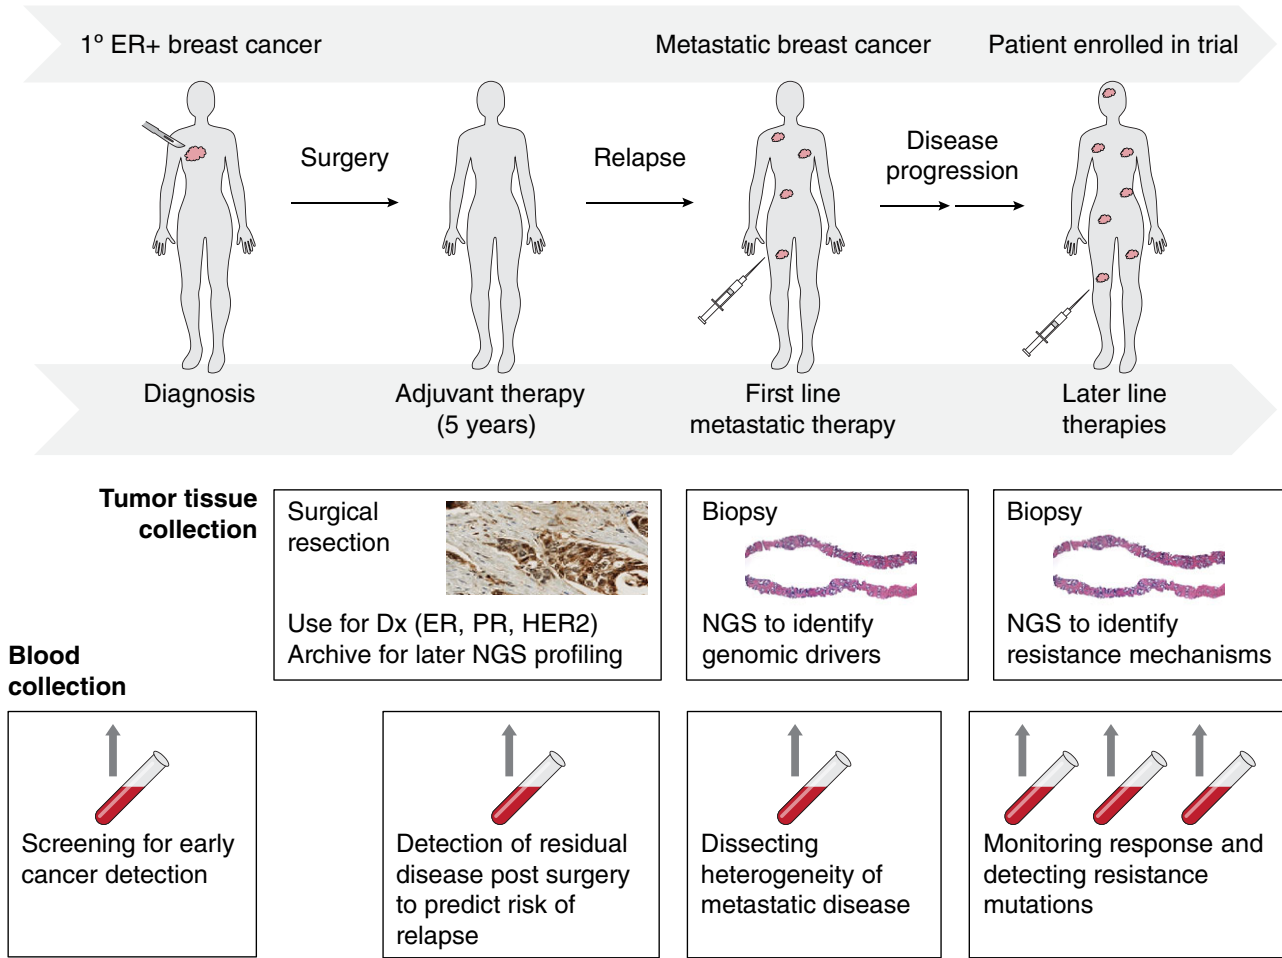 1º ER+ breast cancer
Metastatic breast cancer
Patient enrolled in trial
Surgery
Relapse
Disease
progression
Diagnosis
Adjuvant therapy
(5 years)
First line
metastatic therapy
Later line
therapies
Tumor tissue
collection
Surgical
resection
Use for Dx (ER, PR, HER2)
Archive for later NGS profiling
Biopsy
NGS to identify
genomic drivers
Biopsy
NGS to identify
resistance mechanisms
Blood
collection
Screening for early
cancer detection
Detection of residual
disease post surgery
to predict risk of
relapse
Dissecting
heterogeneity of
metastatic disease
Monitoring response and
detecting resistance
mutations